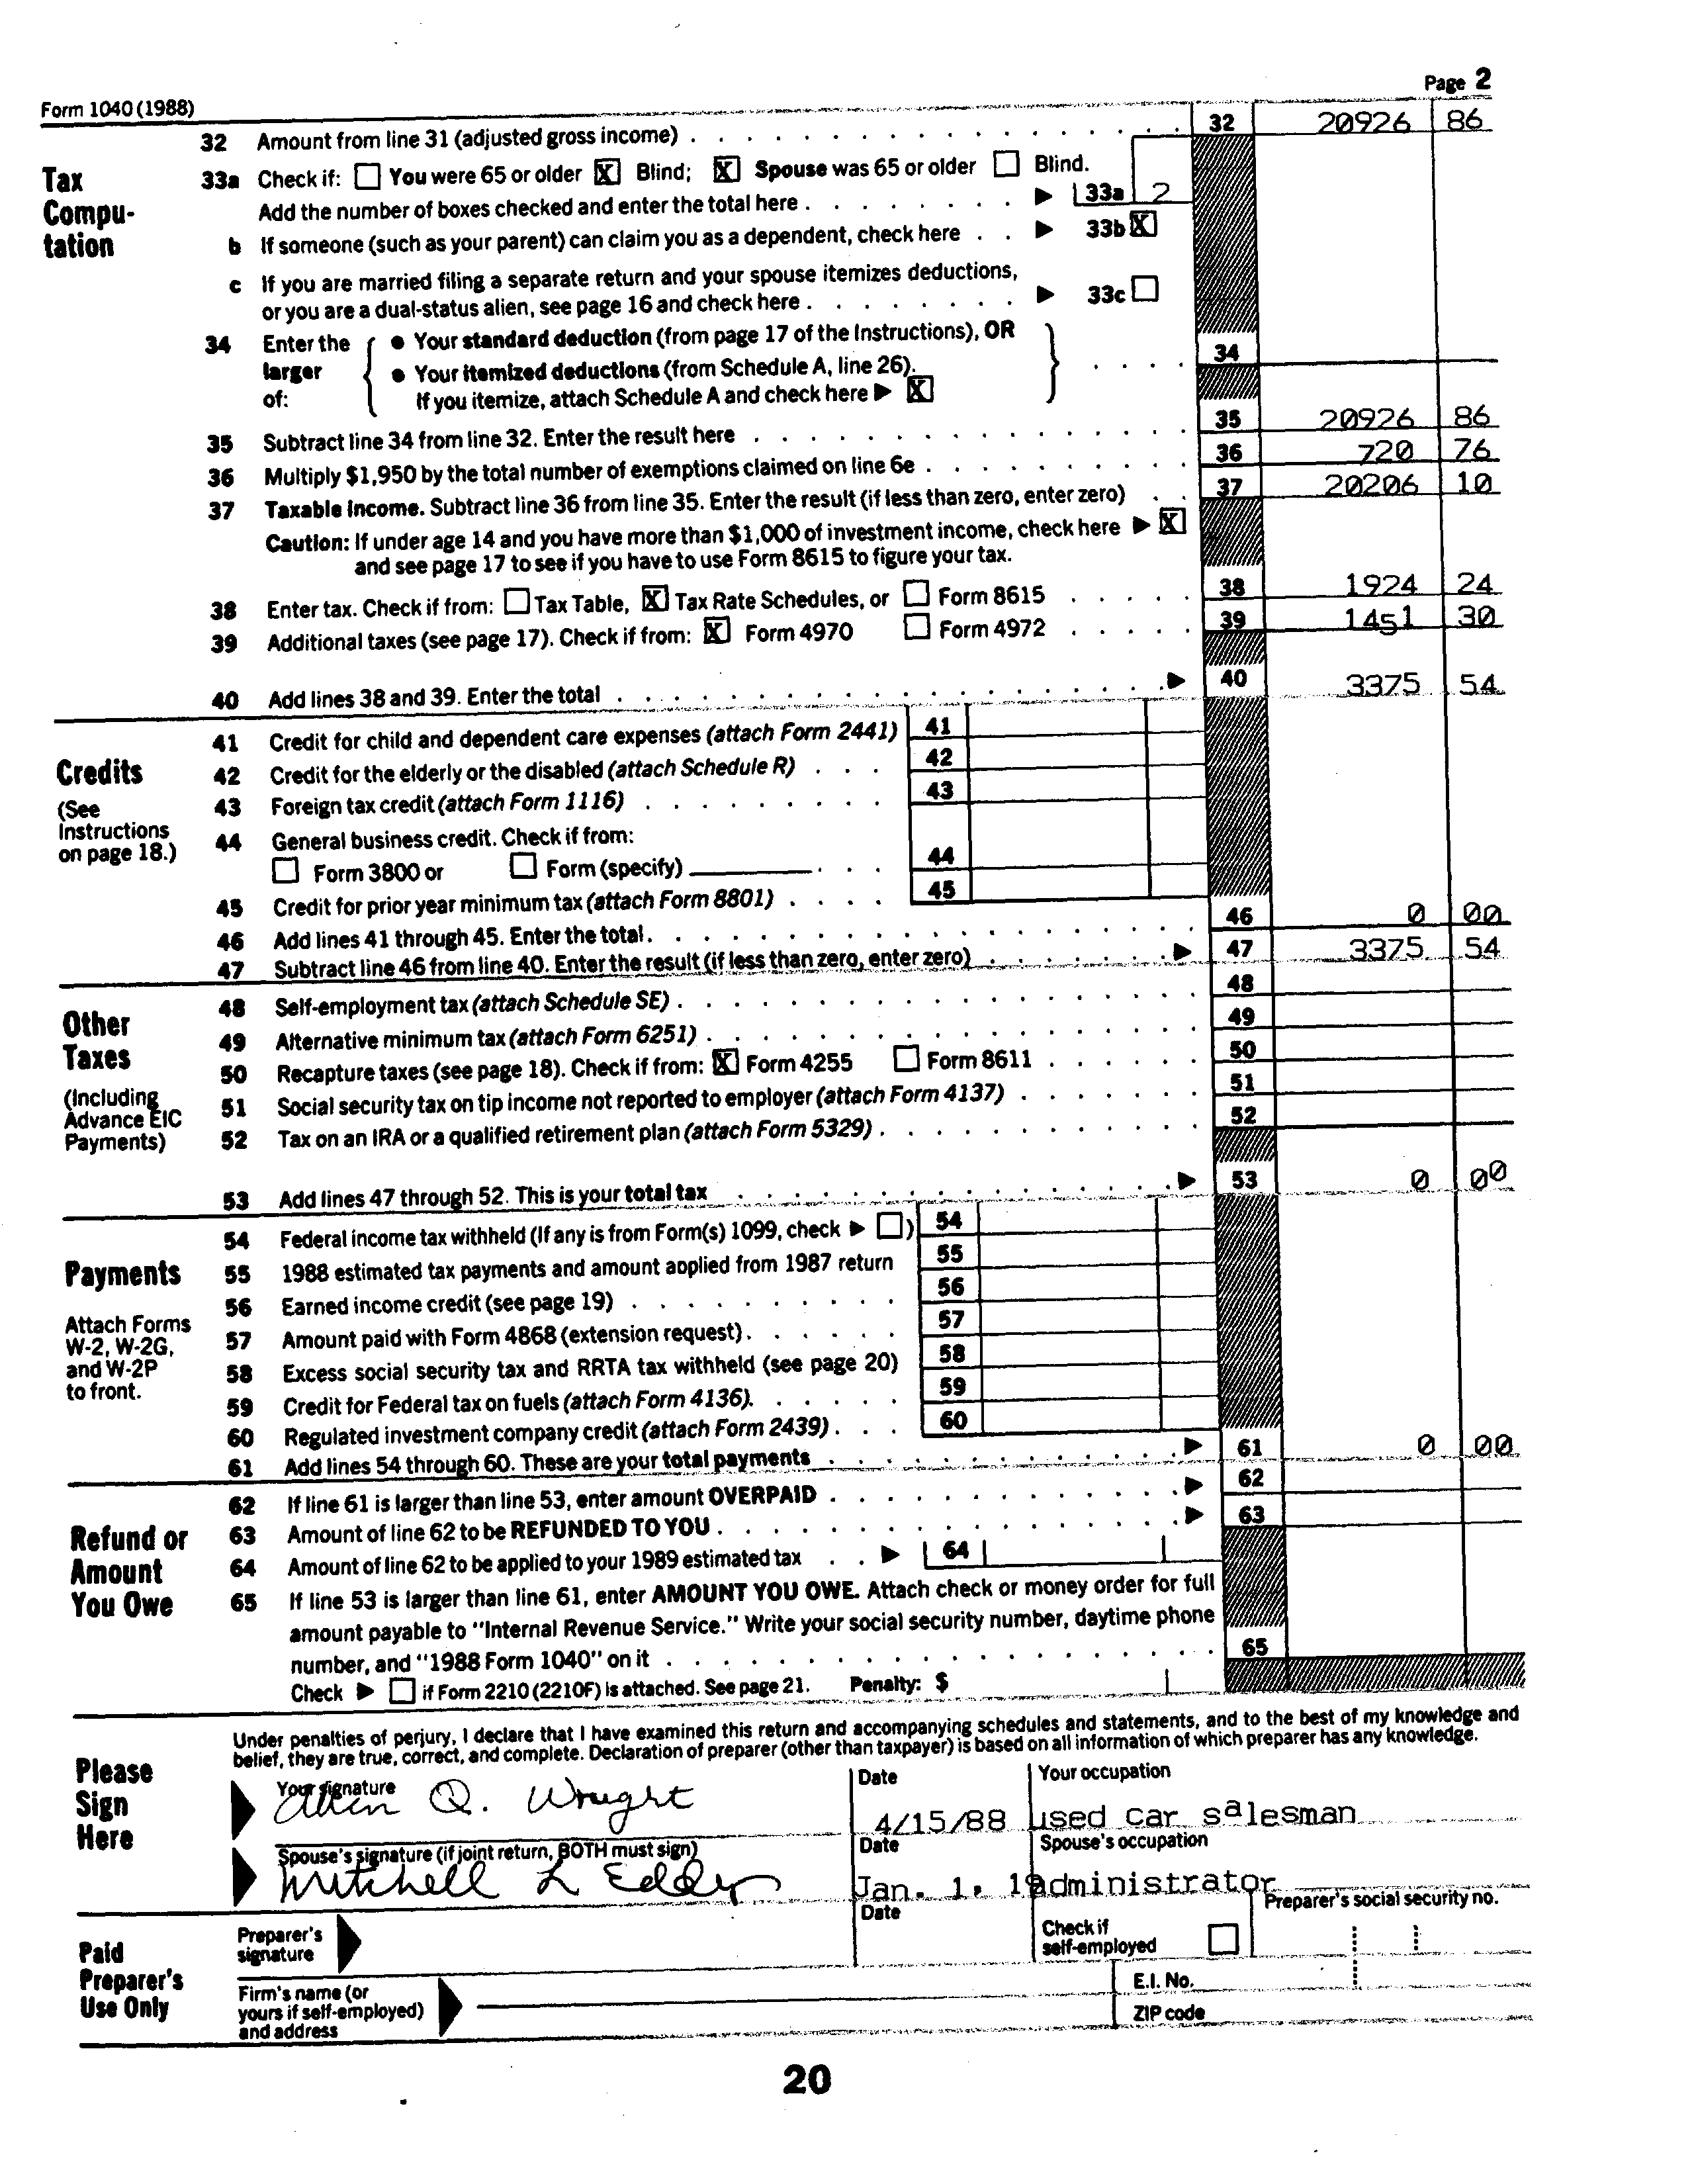 Page 2
Form 1040 (1988)
32 Amount from line 31 (adjusted gross income) . . . . 32 20926 86
Tax Compu-tation
33a Check if: ☐ You were 65 or older ☒ Blind; ☒ Spouse was 65 or older ☐ Blind.
Add the number of boxes checked and enter the total here . . . . ▶ 33a 2
b If someone (such as your parent) can claim you as a dependent, check here . . ▶ 33b ☒
c If you are married filing a separate return and your spouse itemizes deductions,
or you are a dual-status alien, see page 16 and check here . . . . ▶ 33c ☐
34 Enter the larger of: { ● Your standard deduction (from page 17 of the Instructions), OR
● Your itemized deductions (from Schedule A, line 26).
If you itemize, attach Schedule A and check here ▶ ☒ } . . . . 34
35 Subtract line 34 from line 32. Enter the result here . . . . 35 20926 86
36 Multiply $1,950 by the total number of exemptions claimed on line 6e . . . . 36 720 76
37 Taxable income. Subtract line 36 from line 35. Enter the result (if less than zero, enter zero) . . 37 20206 10
Caution: If under age 14 and you have more than $1,000 of investment income, check here ▶ ☒
and see page 17 to see if you have to use Form 8615 to figure your tax.
38 Enter tax. Check if from: ☐ Tax Table, ☒ Tax Rate Schedules, or ☐ Form 8615 . . . . 38 1924 24
39 Additional taxes (see page 17). Check if from: ☒ Form 4970 ☐ Form 4972 . . . . 39 1451 30
40 Add lines 38 and 39. Enter the total . . . . ▶ 40 3375 54
Credits
(See Instructions on page 18.)
41 Credit for child and dependent care expenses (attach Form 2441) 41
42 Credit for the elderly or the disabled (attach Schedule R) . . . 42
43 Foreign tax credit (attach Form 1116) . . . . 43
44 General business credit. Check if from:
☐ Form 3800 or ☐ Form (specify) . . . 44
45 Credit for prior year minimum tax (attach Form 8801) . . . . 45
46 Add lines 41 through 45. Enter the total . . . . 46 0 00
47 Subtract line 46 from line 40. Enter the result (if less than zero, enter zero) . . . . ▶ 47 3375 54
Other Taxes
(Including Advance EIC Payments)
48 Self-employment tax (attach Schedule SE) . . . . 48
49 Alternative minimum tax (attach Form 6251) . . . . 49
50 Recapture taxes (see page 18). Check if from: ☒ Form 4255 ☐ Form 8611 . . . . 50
51 Social security tax on tip income not reported to employer (attach Form 4137) . . . . 51
52 Tax on an IRA or a qualified retirement plan (attach Form 5329) . . . . 52
53 Add lines 47 through 52. This is your total tax . . . . ▶ 53 0 00
Payments
Attach Forms W-2, W-2G, and W-2P to front.
54 Federal income tax withheld (If any is from Form(s) 1099, check ▶ ☐) 54
55 1988 estimated tax payments and amount applied from 1987 return 55
56 Earned income credit (see page 19) . . . . 56
57 Amount paid with Form 4868 (extension request) . . . . 57
58 Excess social security tax and RRTA tax withheld (see page 20) 58
59 Credit for Federal tax on fuels (attach Form 4136) . . . . 59
60 Regulated investment company credit (attach Form 2439) . . . 60
61 Add lines 54 through 60. These are your total payments . . . . ▶ 61 0 00
Refund or Amount You Owe
62 If line 61 is larger than line 53, enter amount OVERPAID . . . . ▶ 62
63 Amount of line 62 to be REFUNDED TO YOU . . . . ▶ 63
64 Amount of line 62 to be applied to your 1989 estimated tax . . ▶ 64
65 If line 53 is larger than line 61, enter AMOUNT YOU OWE. Attach check or money order for full
amount payable to "Internal Revenue Service." Write your social security number, daytime phone
number, and "1988 Form 1040" on it . . . . 65
Check ▶ ☐ if Form 2210 (2210F) is attached. See page 21. Penalty: $
Please Sign Here
Under penalties of perjury, I declare that I have examined this return and accompanying schedules and statements, and to the best of my knowledge and
belief, they are true, correct, and complete. Declaration of preparer (other than taxpayer) is based on all information of which preparer has any knowledge.
Your signature Date Your occupation
Allen Q. Wright 4/15/88 used car salesman
Spouse's signature (if joint return, BOTH must sign) Date Spouse's occupation
Mitchell L Eddy Jan. 1, 19 administrator
Paid Preparer's Use Only
Preparer's signature Date Check if self-employed ☐ Preparer's social security no.
Firm's name (or yours if self-employed) and address E.I. No.
ZIP code
20